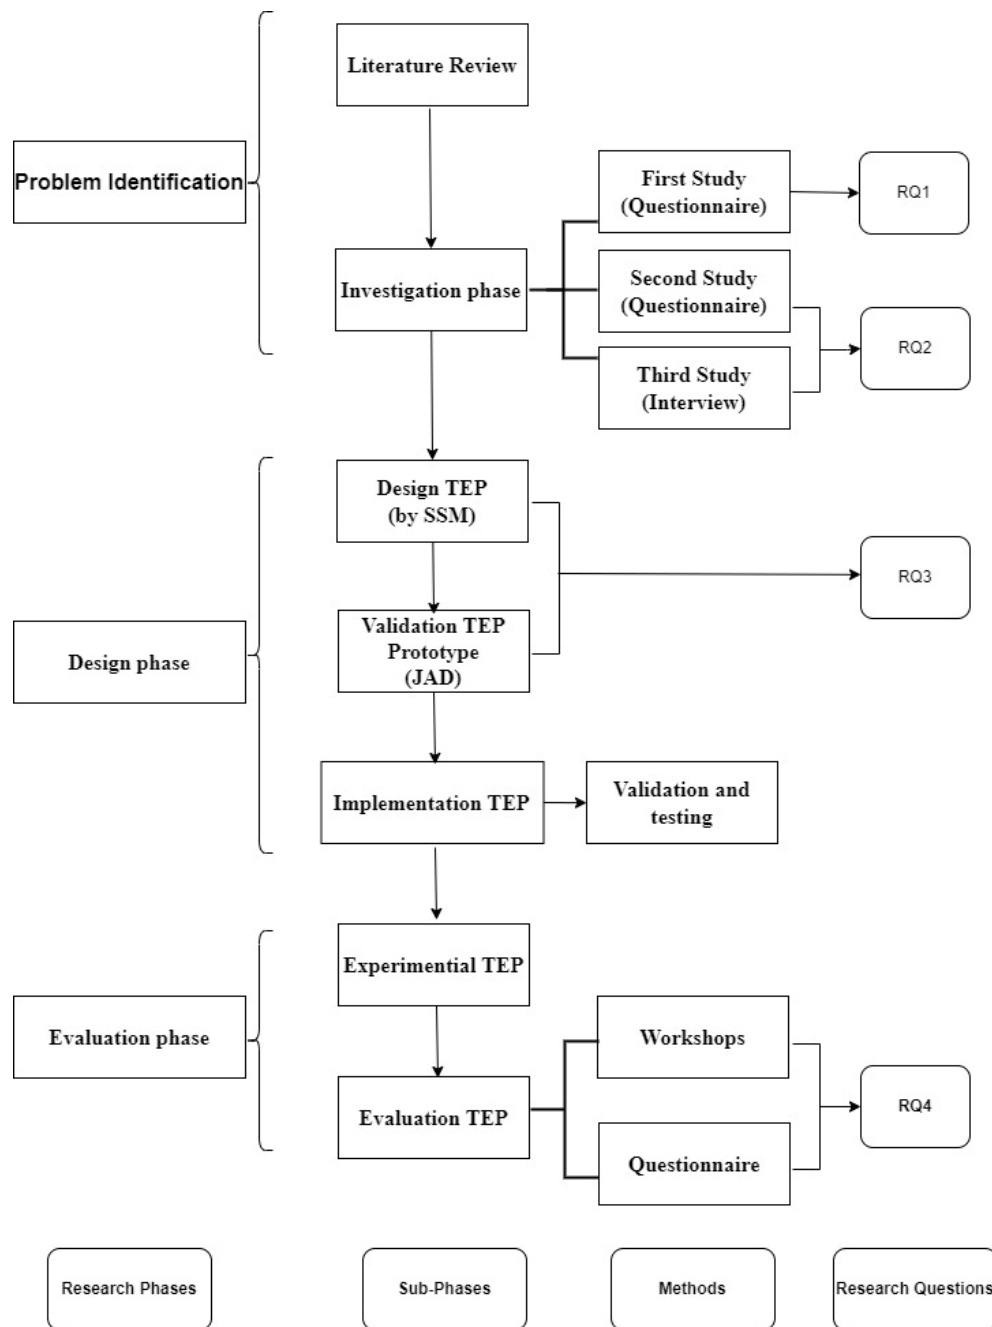 Literature Review
Problem Identification
First Study
(Questionnaire)
RQ1
Investigation phase
Second Study
(Questionnaire)
RQ2
Third Study
(Interview)
Design TEP
(by SSM)
RQ3
Design phase
Validation TEP
Prototype
(JAD)
Implementation TEP
Validation and
testing
Experimental TEP
Evaluation phase
Workshops
Evaluation TEP
RQ4
Questionnaire
Research Phases
Sub-Phases
Methods
Research Questions